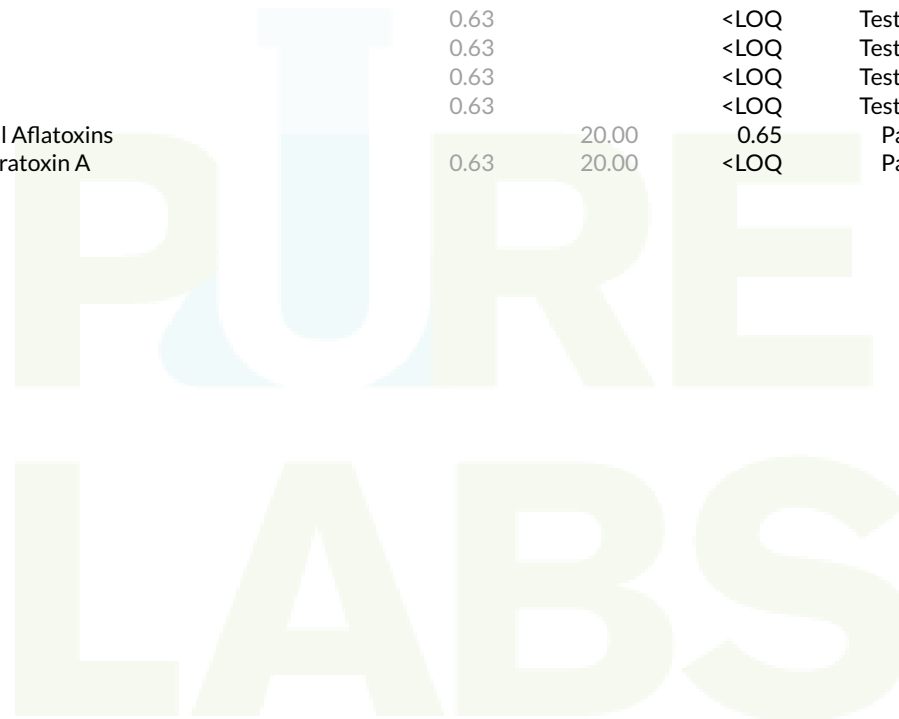 0.63 <LOQ Test
0.63 <LOQ Test
0.63 <LOQ Test
0.63 <LOQ Test
l Aflatoxins 20.00 0.65 Pa
ratoxin A 0.63 20.00 <LOQ Pa
PURE
LABS